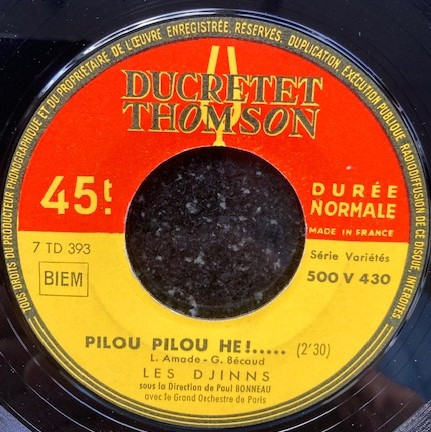 TOUS DROITS DU PRODUCTEUR PHONOGRAPHIQUE ET DU PROPRIÉTAIRE DE L'ŒUVRE ENREGISTRÉE, RÉSERVÉS, DUPLICATION, EXÉCUTION PUBLIQUE, RADIODIFFUSION DE CE DISQUE, INTERDITES
DUCRETET
THOMSON
45t.
DURÉE
NORMALE
MADE IN FRANCE
7 TD 393
Série Variétés
BIEM
500 V 430
PILOU PILOU HE!..... (2'30)
L. Amade - G. Bécaud
LES DJINNS
sous la Direction de Paul BONNEAU
avec le Grand Orchestre de Paris